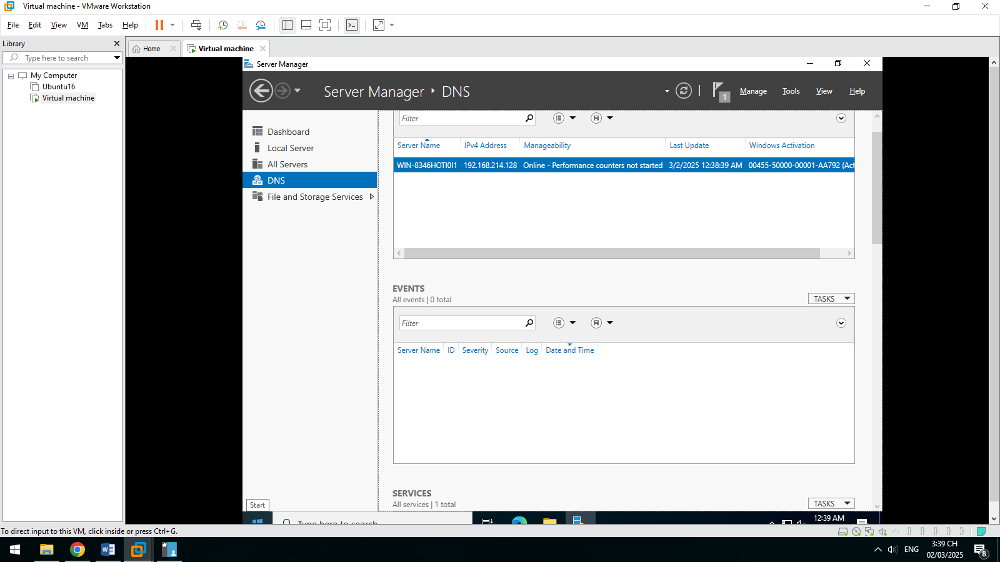 Virtual machine - VMware Workstation
File Edit View VM Tabs Help
Library
Home
Virtual machine
Type here to search
My Computer
Ubuntu16
Virtual machine
Server Manager
Server Manager DNS
1
Manage Tools View Help
Dashboard
Local Server
All Servers
DNS
File and Storage Services
Filter
Server Name IPv4 Address Manageability Last Update Windows Activation
WIN-8346HOTI0I1 192.168.214.128 Online - Performance counters not started 3/2/2025 12:38:39 AM 00455-50000-00001-AA792 (Act
EVENTS
All events | 0 total
TASKS
Filter
Server Name ID Severity Source Log Date and Time
SERVICES
All services | 1 total
TASKS
Start
Type here to search
12:39 AM
To direct input to this VM, click inside or press Ctrl+G.
ENG
3:39 CH
02/03/2025
8